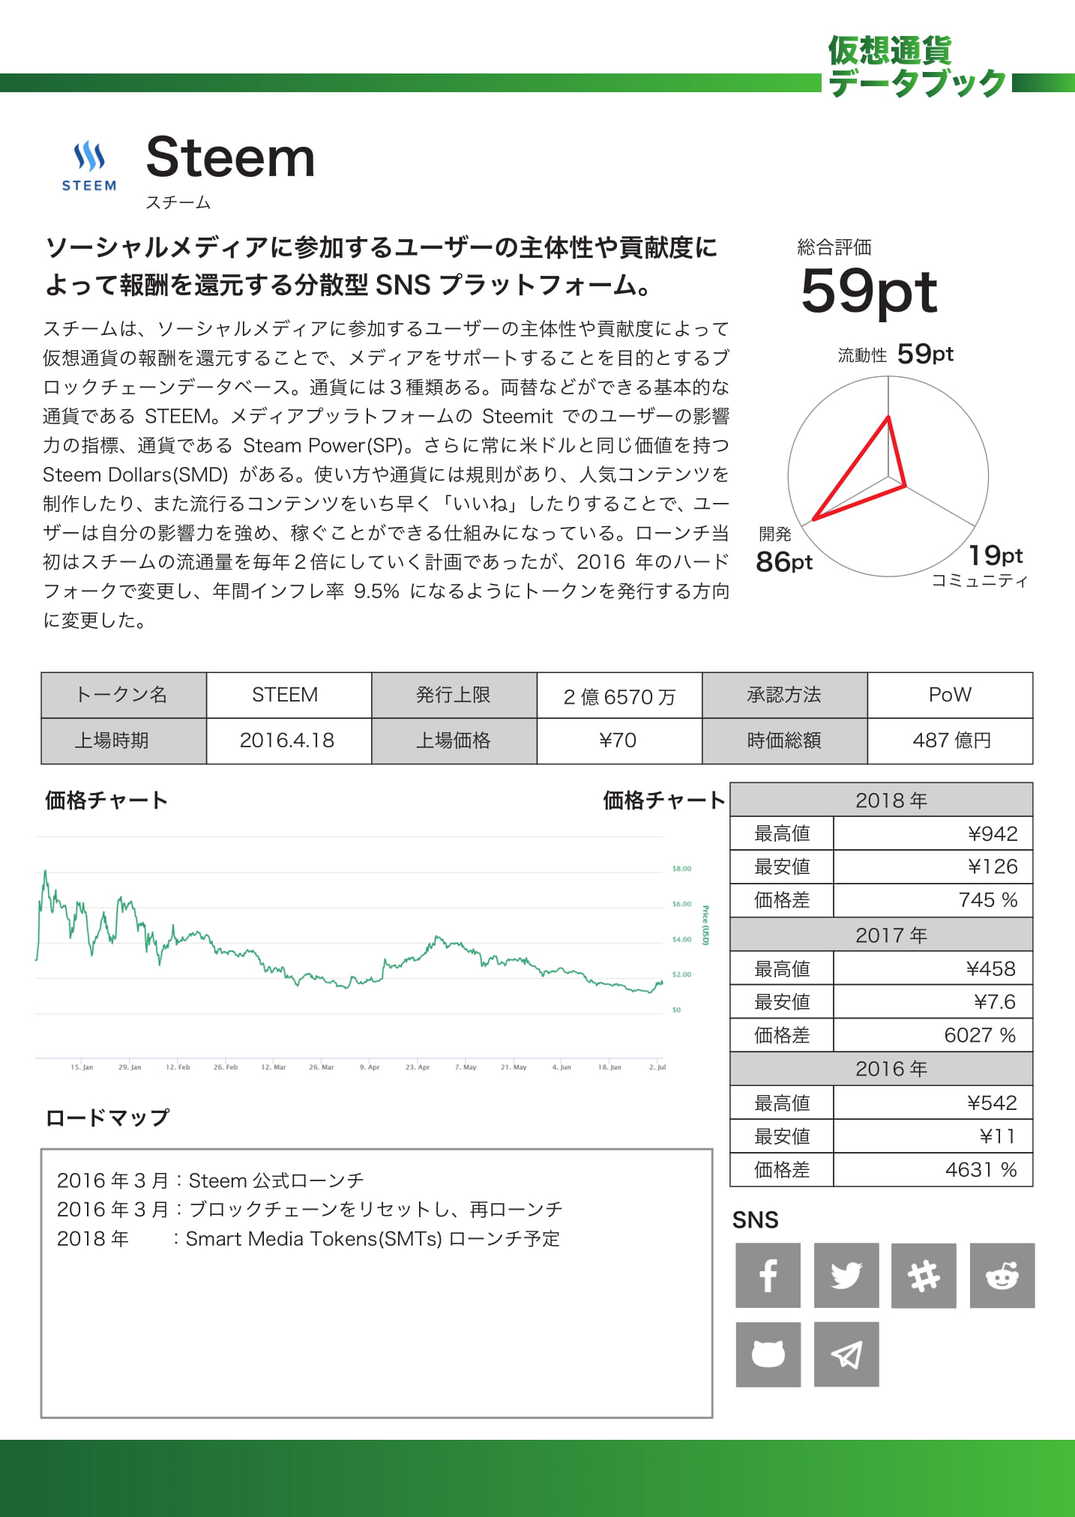 仮想通貨
データブック
STEEM
Steem
スチーム
ソーシャルメディアに参加するユーザーの主体性や貢献度に
よって報酬を還元する分散型 SNS プラットフォーム。
スチームは、ソーシャルメディアに参加するユーザーの主体性や貢献度によって
仮想通貨の報酬を還元することで、メディアをサポートすることを目的とするブ
ロックチェーンデータベース。通貨には３種類ある。両替などができる基本的な
通貨である STEEM。メディアプッラトフォームの Steemit でのユーザーの影響
力の指標、通貨である Steam Power(SP)。さらに常に米ドルと同じ価値を持つ
Steem Dollars(SMD) がある。使い方や通貨には規則があり、人気コンテンツを
制作したり、また流行るコンテンツをいち早く「いいね」したりすることで、ユー
ザーは自分の影響力を強め、稼ぐことができる仕組みになっている。ローンチ当
初はスチームの流通量を毎年２倍にしていく計画であったが、2016 年のハード
フォークで変更し、年間インフレ率 9.5% になるようにトークンを発行する方向
に変更した。
総合評価
59pt
流動性 59pt
開発
86pt
19pt
コミュニティ
トークン名 STEEM 発行上限 2 億 6570 万 承認方法 PoW
上場時期 2016.4.18 上場価格 ¥70 時価総額 487 億円
価格チャート
価格チャート
$8.00
$6.00
$4.00
$2.00
$0
Price (USD)
15. Jan 29. Jan 12. Feb 26. Feb 12. Mar 26. Mar 9. Apr 23. Apr 7. May 21. May 4. Jun 18. Jun 2. Jul
2018 年
最高値 ¥942
最安値 ¥126
価格差 745 %
2017 年
最高値 ¥458
最安値 ¥7.6
価格差 6027 %
2016 年
最高値 ¥542
最安値 ¥11
価格差 4631 %
ロードマップ
2016 年 3 月：Steem 公式ローンチ
2016 年 3 月：ブロックチェーンをリセットし、再ローンチ
2018 年　　：Smart Media Tokens(SMTs) ローンチ予定
SNS